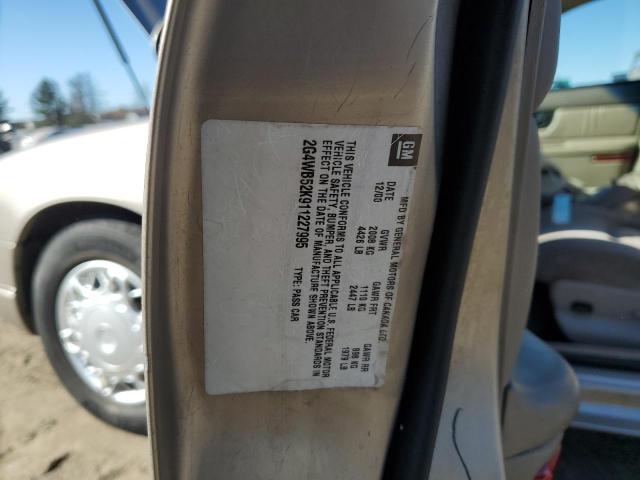 GM
MFD BY GENERAL MOTORS OF CANADA LTD
DATE GVWR GAWR FRT GAWR RR
12/00 2008 KG 1110 KG 898 KG
4426 LB 2447 LB 1979 LB
THIS VEHICLE CONFORMS TO ALL APPLICABLE U.S. FEDERAL MOTOR
VEHICLE SAFETY, BUMPER, AND THEFT PREVENTION STANDARDS IN
EFFECT ON THE DATE OF MANUFACTURE SHOWN ABOVE.
2G4WB52K911227995 TYPE: PASS CAR